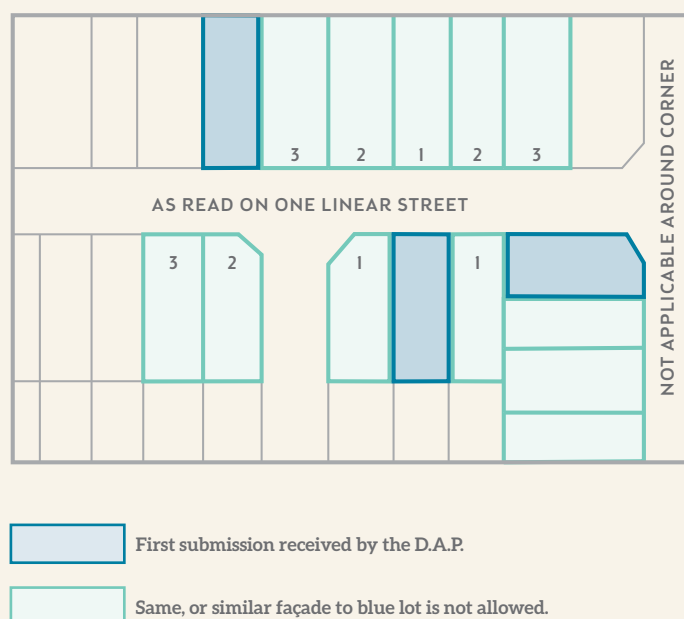 3 2 1 2 3
NOT APPLICABLE AROUND CORNER
AS READ ON ONE LINEAR STREET
3 2 1 1
First submission received by the D.A.P.
Same, or similar façade to blue lot is not allowed.